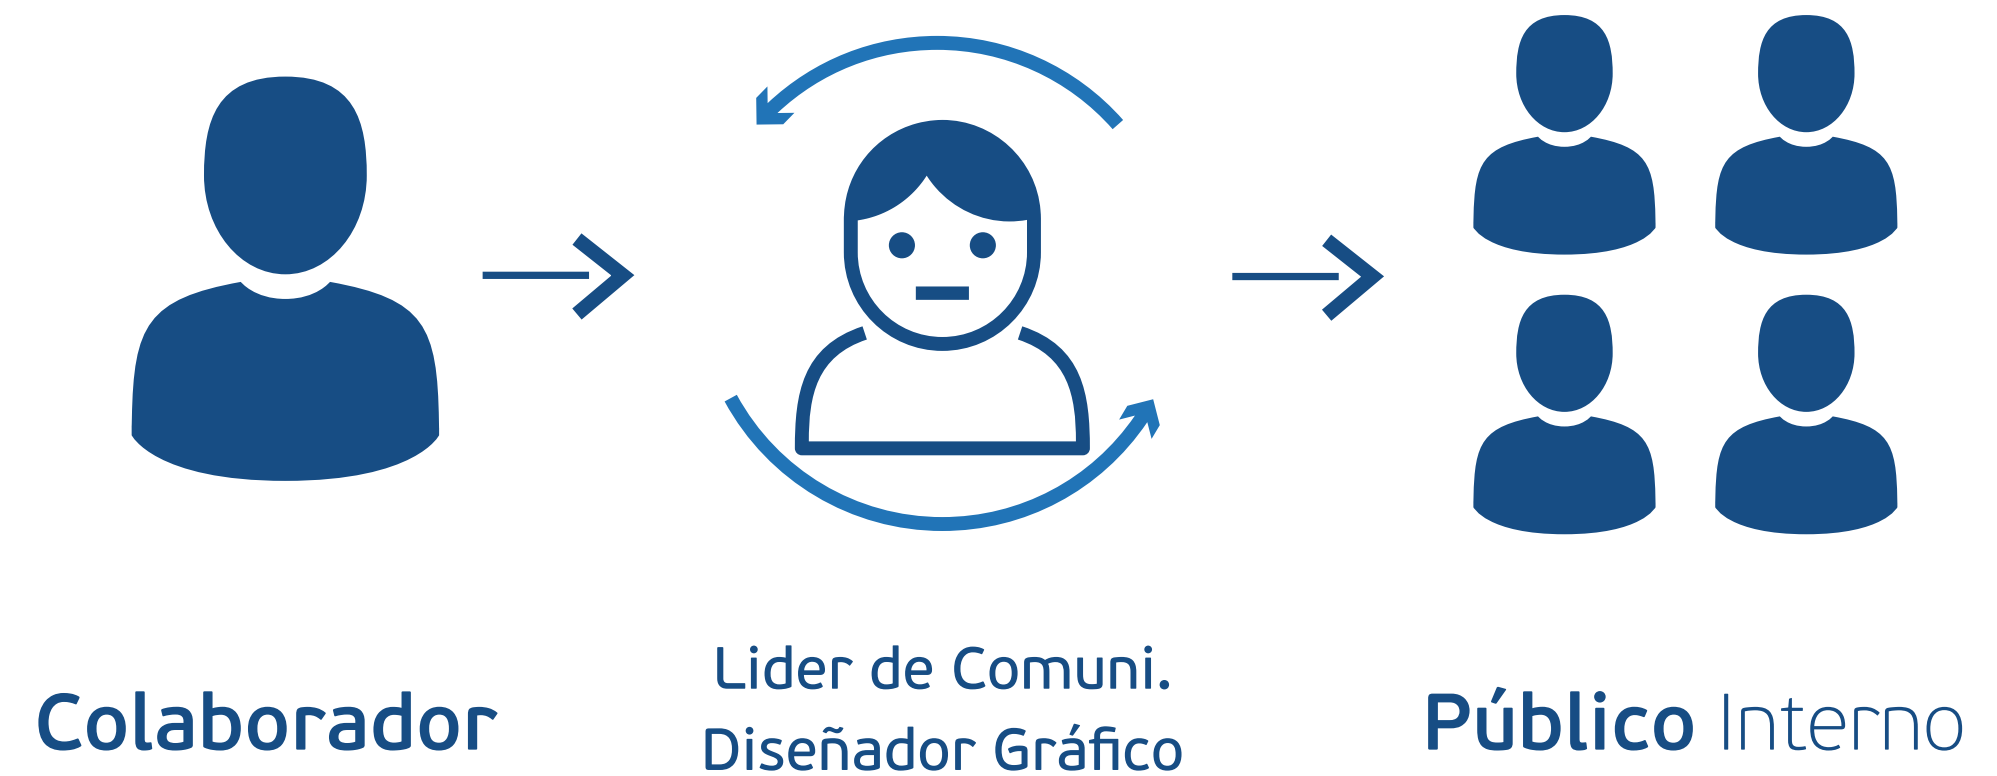 Colaborador
Lider de Comuni.
Diseñador Gráfico
Público Interno